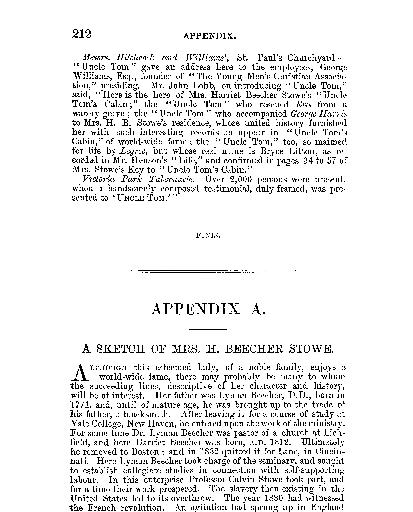 212 APPENDIX.
Messrs. Hitchcock and Williams', St. Paul's Churchyard.—
"Uncle Tom" gave an address here to the employees, George
Williams, Esq., founder of "The Young Men's Christian Associa-
tion," presiding. Mr. John Lobb, on introducing "Uncle Tom,"
said, "Here is the hero of Mrs. Harriet Beecher Stowe's "Uncle
Tom's Cabin;" the "Uncle Tom" who rescued Eva from a
watery grave; the "Uncle Tom" who accompanied George Harris
to Mrs. H. B. Stowe's residence, whose united history furnished
her with such interesting records as appear in "Uncle Tom's
Cabin," of world-wide fame; the "Uncle Tom," too, so maimed
for life by Legree, but whose real name is Bryce Litton, as re-
corded in Mr. Henson's "Life," and confirmed in pages 34 to 57 of
Mrs. Stowe's Key to "Uncle Tom's Cabin."
Victoria Park Tabernacle. Over 2,000 persons were present,
when a handsomely composed testimonial, duly framed, was pre-
sented to "UNCLE TOM."
FINIS.
APPENDIX A.
A SKETCH OF MRS. H. BEECHER STOWE.
ALTHOUGH this esteemed lady, of a noble family, enjoys a
world-wide fame, there may probably be many to whom
the succeeding lines, descriptive of her character and history,
will be of interest. Her father was Lyman Beecher, D.D., born in
1771, and, until of mature age, he was brought up to the trade of
his father, a blacksmith. After leaving it for a course of study at
Yale College, New Haven, he entered upon the work of the ministry.
For some time Dr. Lyman Beecher was pastor of a church at Lich-
field, and here Harriet Beecher was born, A.D. 1812. Ultimately
he removed to Boston; and in 1832 quitted it for Lane, in Cincin-
nati. Here Lyman Beecher took charge of the seminary, and sought
to establish collegiate studies in connection with self-supporting
labour. In this enterprise Professor Calvin Stowe took part, and
for a time their work prospered. The slavery then existing in the
United States led to its overthrow. The year 1830 had witnessed
the French revolution. An agitation had sprung up in England